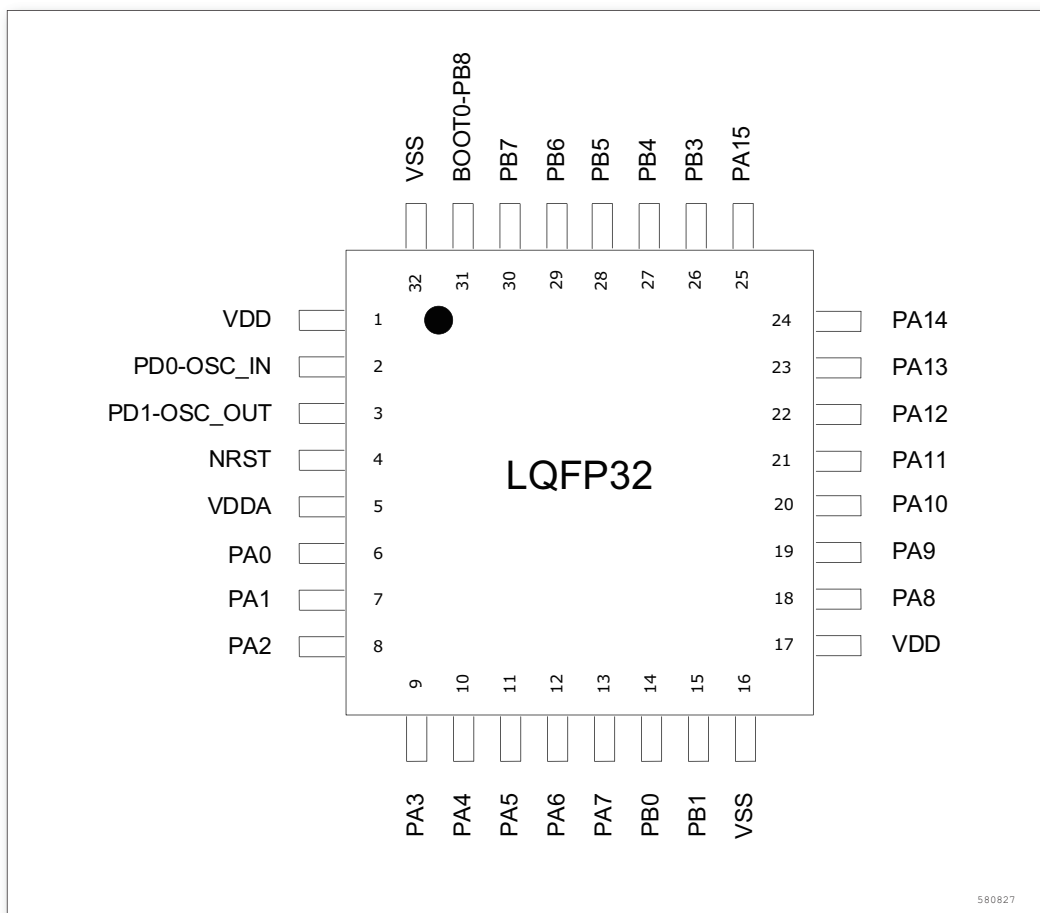 VSS
BOOT0-PB8
PB7
PB6
PB5
PB4
PB3
PA15
32
31
30
29
28
27
26
25
VDD 1
24 PA14
PD0-OSC_IN 2
23 PA13
PD1-OSC_OUT 3
22 PA12
NRST 4
21 PA11
LQFP32
VDDA 5
20 PA10
PA0 6
19 PA9
PA1 7
18 PA8
PA2 8
17 VDD
9
10
11
12
13
14
15
16
PA3
PA4
PA5
PA6
PA7
PB0
PB1
VSS
580827